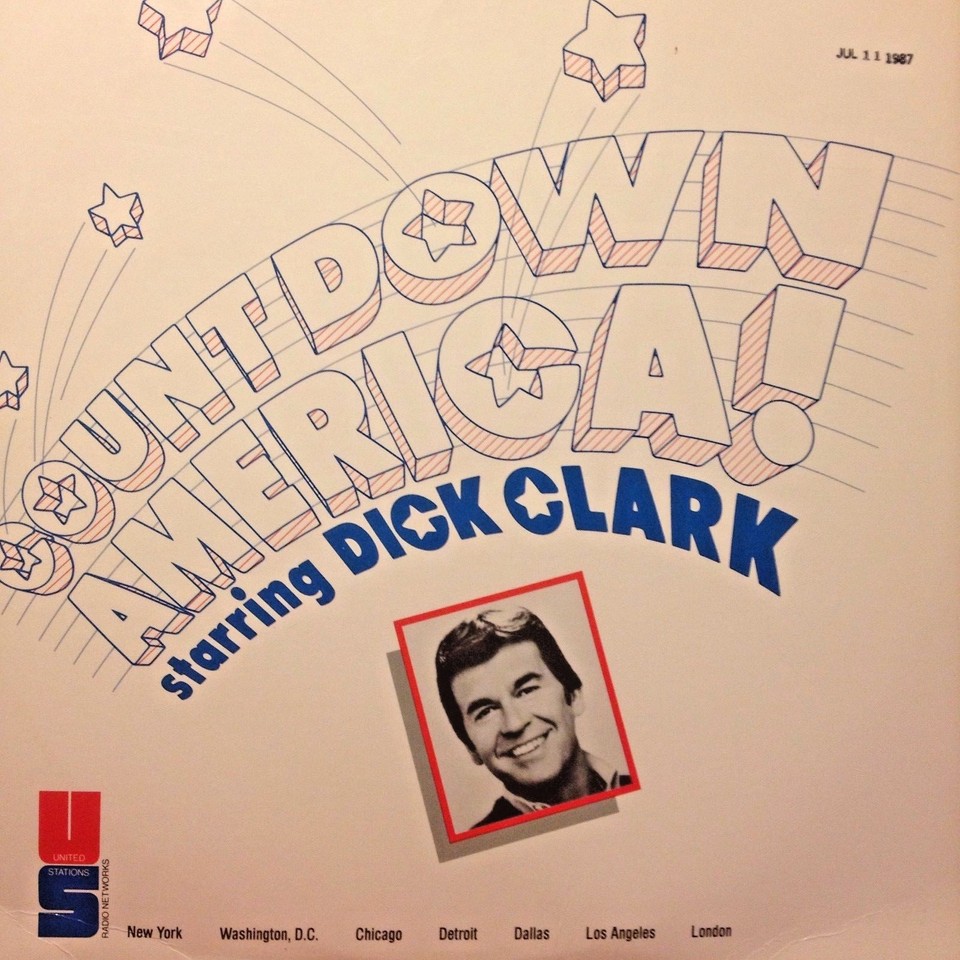 JUL 11 1987
COUNTDOWN
AMERICA!
starring DICK CLARK
US
UNITED
STATIONS
RADIO NETWORKS
New York Washington, D.C. Chicago Detroit Dallas Los Angeles London